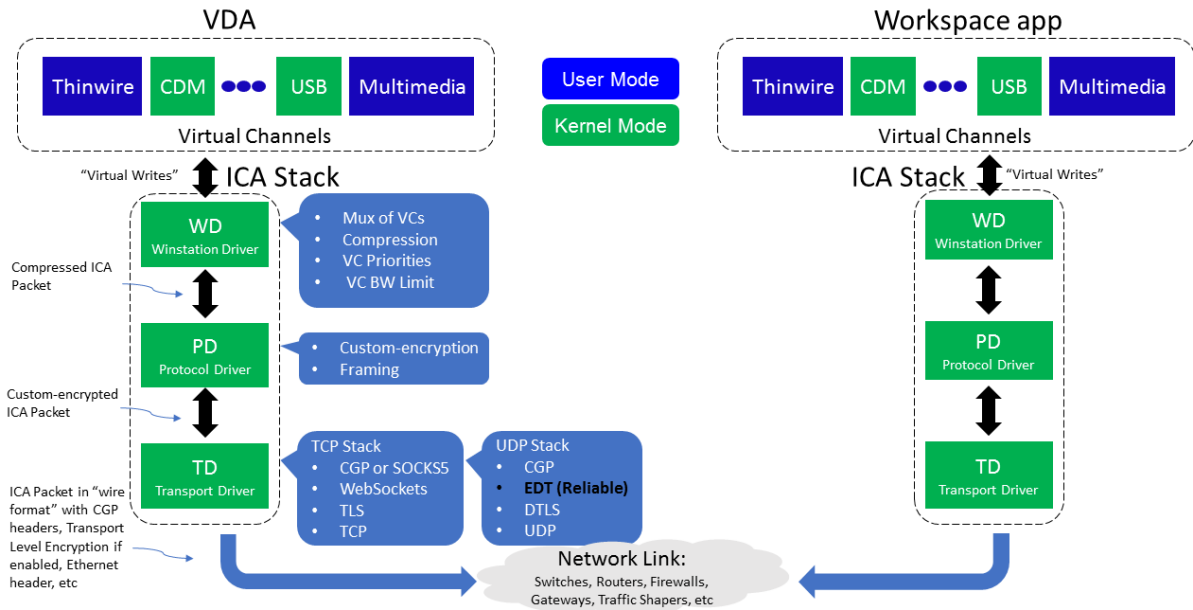 VDA
Thinwire
CDM
USB
Multimedia
Virtual Channels
User Mode
Kernel Mode
Workspace app
Thinwire
CDM
USB
Multimedia
Virtual Channels
“Virtual Writes”
ICA Stack
WD
Winstation Driver
• Mux of VCs
• Compression
• VC Priorities
• VC BW Limit
Compressed ICA
Packet
PD
Protocol Driver
• Custom-encryption
• Framing
Custom-encrypted
ICA Packet
TD
Transport Driver
TCP Stack
• CGP or SOCKS5
• WebSockets
• TLS
• TCP
UDP Stack
• CGP
• EDT (Reliable)
• DTLS
• UDP
ICA Packet in “wire
format” with CGP
headers, Transport
Level Encryption if
enabled, Ethernet
header, etc
ICA Stack
“Virtual Writes”
WD
Winstation Driver
PD
Protocol Driver
TD
Transport Driver
Network Link:
Switches, Routers, Firewalls,
Gateways, Traffic Shapers, etc